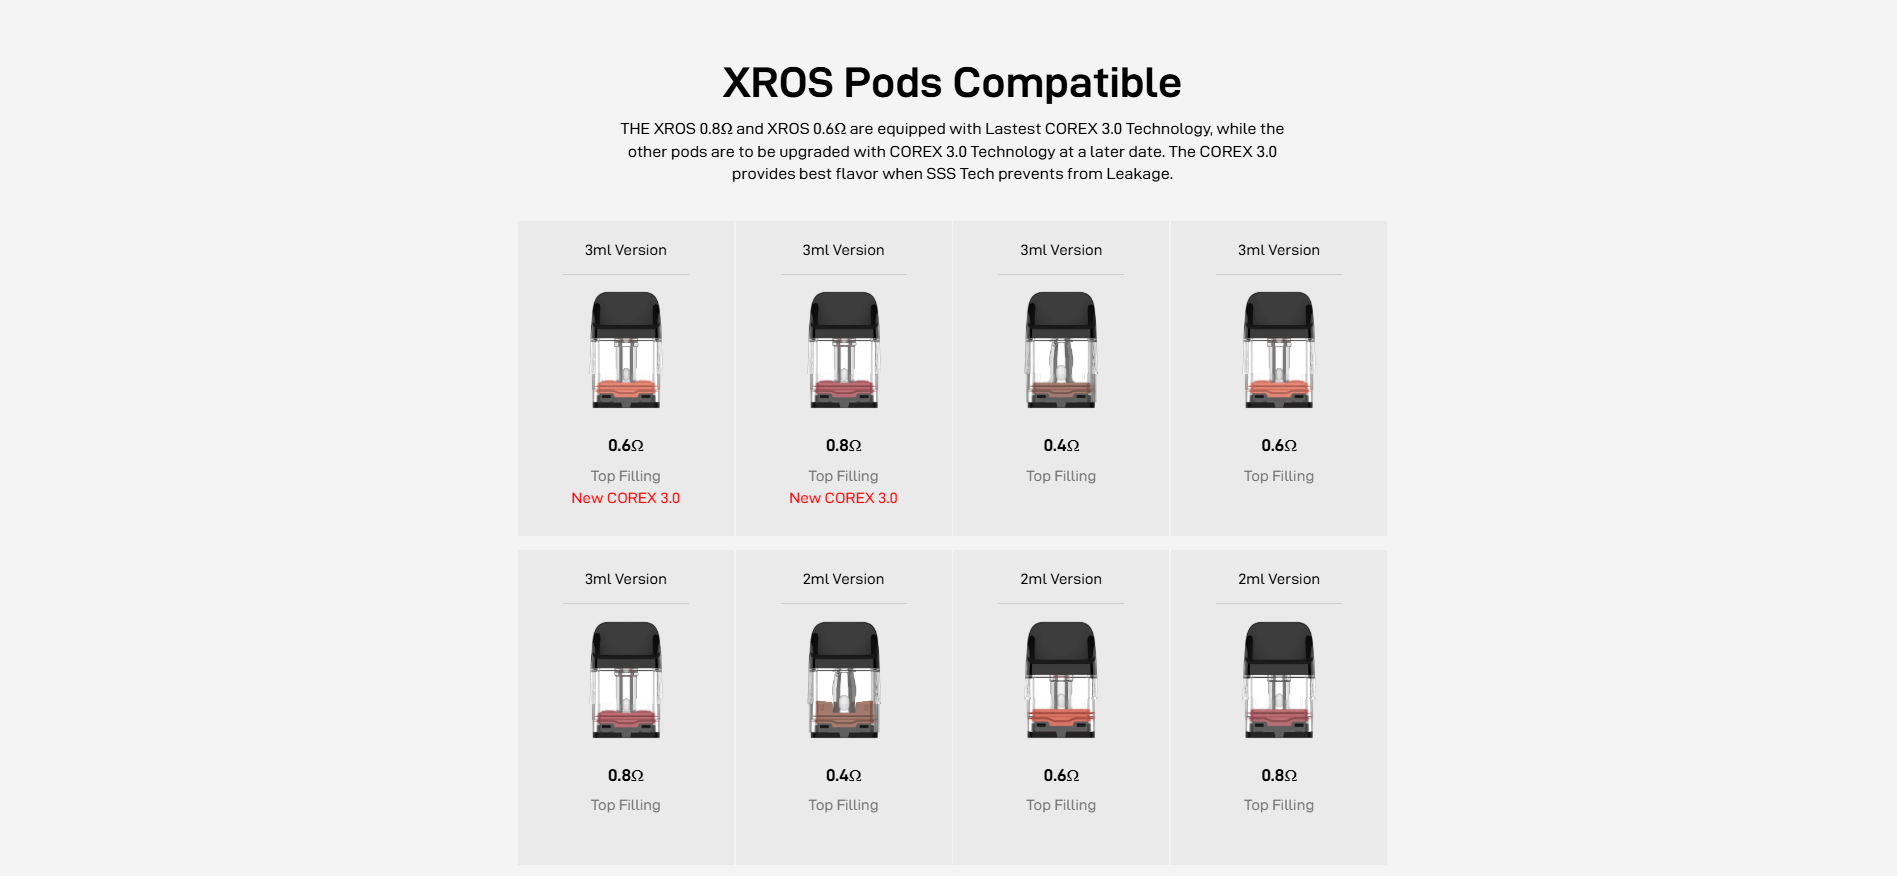 XROS Pods Compatible
THE XROS 0.8Ω and XROS 0.6Ω are equipped with Lastest COREX 3.0 Technology, while the
other pods are to be upgraded with COREX 3.0 Technology at a later date. The COREX 3.0
provides best flavor when SSS Tech prevents from Leakage.
3ml Version
0.6Ω
Top Filling
New COREX 3.0
3ml Version
0.8Ω
Top Filling
New COREX 3.0
3ml Version
0.4Ω
Top Filling
3ml Version
0.6Ω
Top Filling
3ml Version
0.8Ω
Top Filling
2ml Version
0.4Ω
Top Filling
2ml Version
0.6Ω
Top Filling
2ml Version
0.8Ω
Top Filling